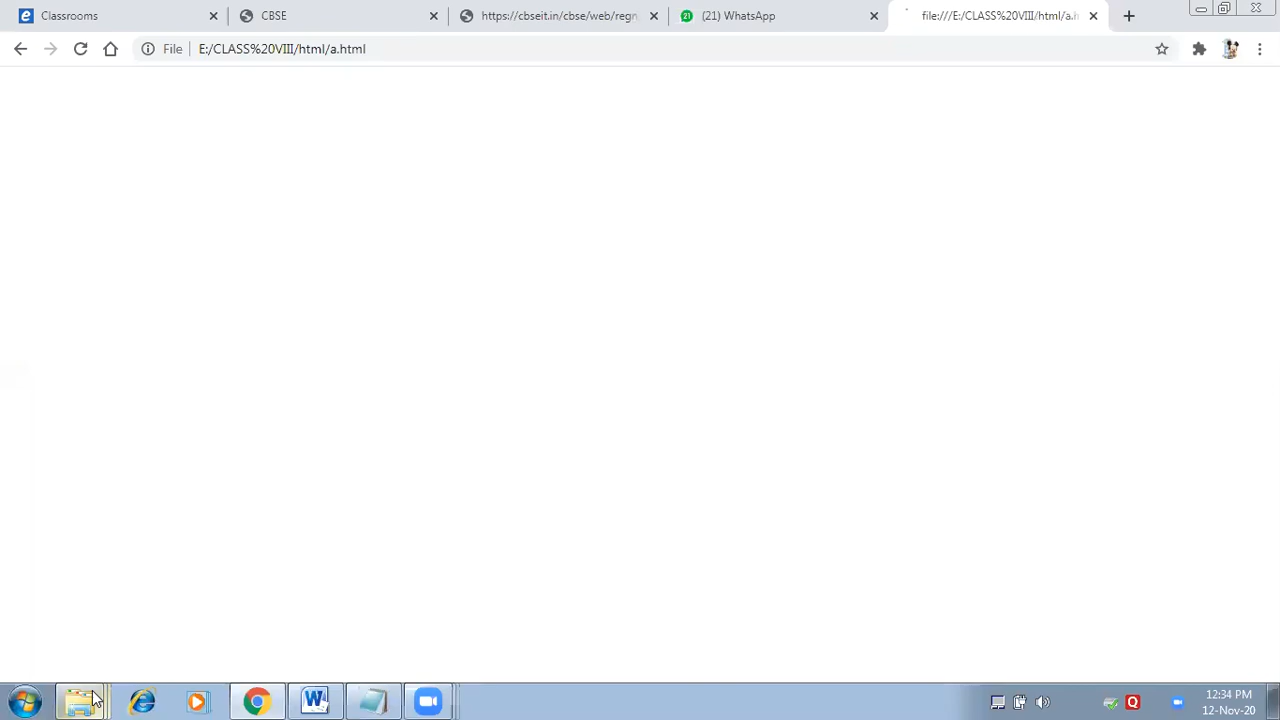 Classrooms
CBSE
https://cbseit.in/cbse/web/regn
21
(21) WhatsApp
file:///E:/CLASS%20VIII/html/a.h
File
E:/CLASS%20VIII/html/a.html
12:34 PM
12-Nov-20